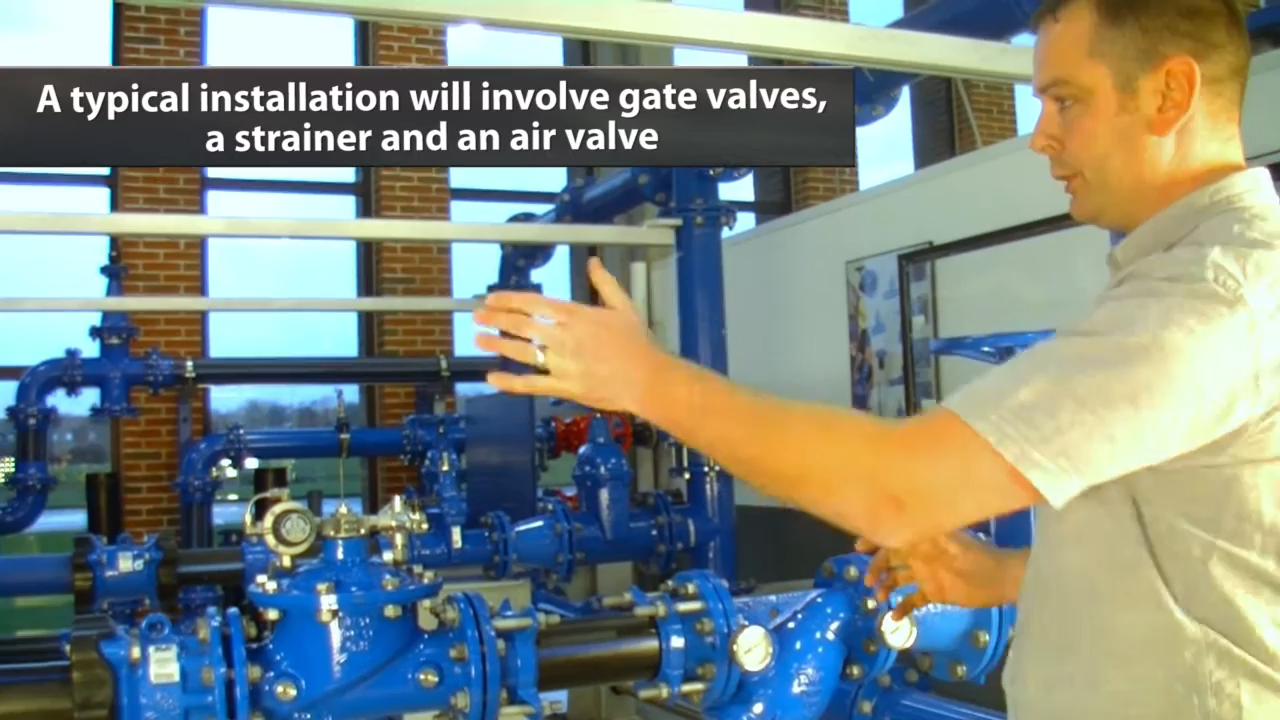 A typical installation will involve gate valves,
a strainer and an air valve